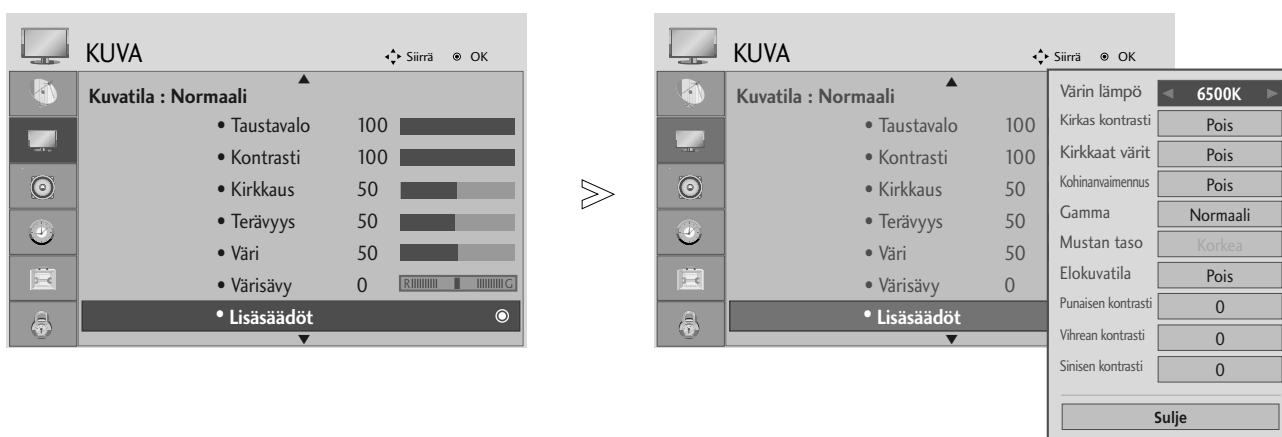 KUVA
Siirrä OK
Kuvatila : Normaali
• Taustavalo 100
• Kontrasti 100
• Kirkkaus 50
• Terävyys 50
• Väri 50
• Värisävy 0 R G
• Lisäsäädöt
KUVA
Siirrä OK
Kuvatila : Normaali
• Taustavalo 100
• Kontrasti 100
• Kirkkaus 50
• Terävyys 50
• Väri 50
• Värisävy 0
• Lisäsäädöt
Värin lämpö 6500K
Kirkas kontrasti Pois
Kirkkaat värit Pois
Kohinanvaimennus Pois
Gamma Normaali
Mustan taso Korkea
Elokuvatila Pois
Punaisen kontrasti 0
Vihrean kontrasti 0
Sinisen kontrasti 0
Sulje